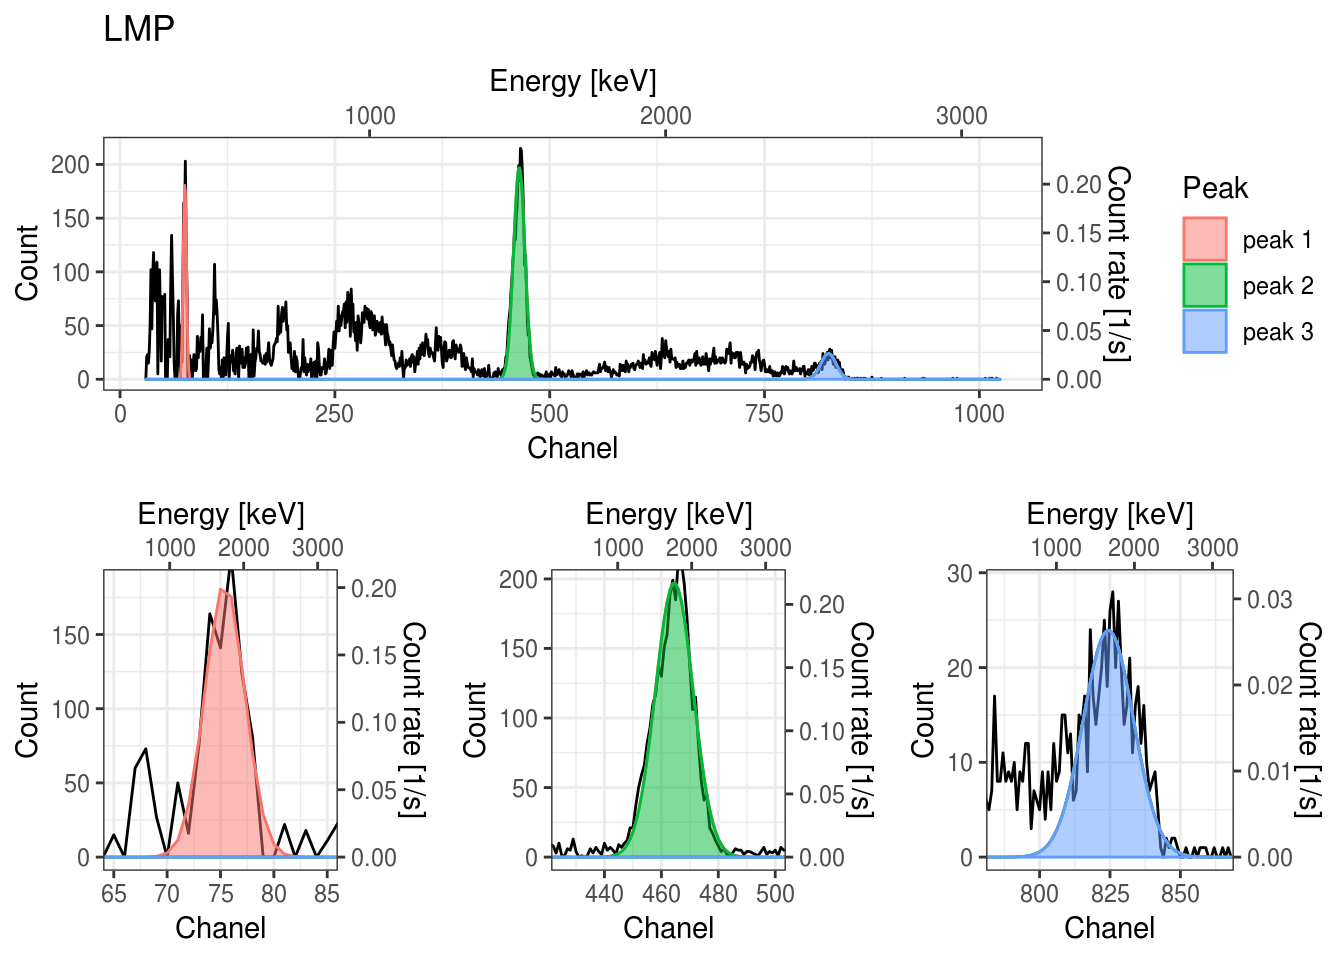 LMP
Energy [keV]
1000 2000 3000
200
150
100
50
0
Count
0.20
0.15
0.10
0.05
0.00
Count rate [1/s]
0 250 500 750 1000
Chanel
Peak
peak 1
peak 2
peak 3
Energy [keV]
1000 2000 3000
150
100
50
0
Count
0.20
0.15
0.10
0.05
0.00
Count rate [1/s]
65 70 75 80 85
Chanel
Energy [keV]
1000 2000 3000
200
150
100
50
0
Count
0.20
0.15
0.10
0.05
0.00
Count rate [1/s]
440 460 480 500
Chanel
Energy [keV]
1000 2000 3000
30
20
10
0
Count
0.03
0.02
0.01
0.00
Count rate [1/s]
800 825 850
Chanel